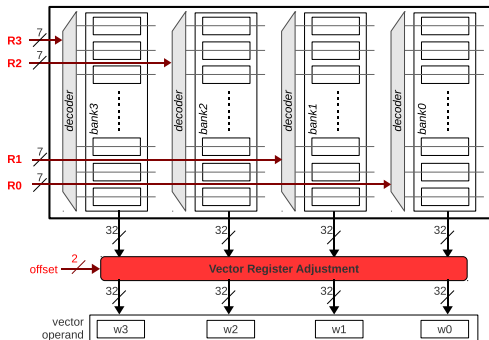 R3 7
R2 7
R1 7
R0 7
decoder bank3
decoder bank2
decoder bank1
decoder bank0
32 32 32 32
offset 2 Vector Register Adjustment
32 32 32 32
vector
operand w3 w2 w1 w0